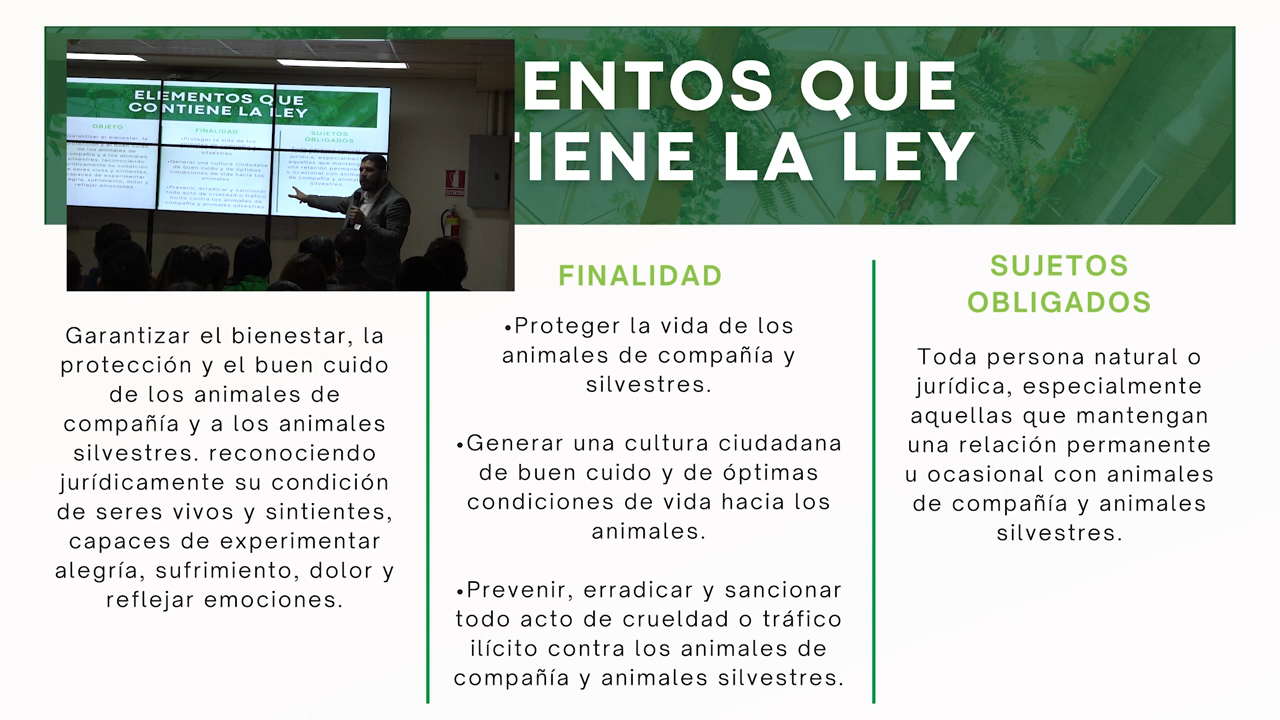 ENTOS QUE
TIENE LA LEY
ELEMENTOS QUE
CONTIENE LA LEY
OBJETO
FINALIDAD
SUJETOS
OBLIGADOS
Garantizar el bienestar, la
protección y el buen cuido
de los animales de
compañía y a los animales
silvestres. reconociendo
jurídicamente su condición
de seres vivos y sintientes,
capaces de experimentar
alegría, sufrimiento, dolor y
reflejar emociones.
FINALIDAD
•Proteger la vida de los
animales de compañía y
silvestres.
•Generar una cultura ciudadana
de buen cuido y de óptimas
condiciones de vida hacia los
animales.
•Prevenir, erradicar y sancionar
todo acto de crueldad o tráfico
ilícito contra los animales de
compañía y animales silvestres.
SUJETOS
OBLIGADOS
Toda persona natural o
jurídica, especialmente
aquellas que mantengan
una relación permanente
u ocasional con animales
de compañía y animales
silvestres.